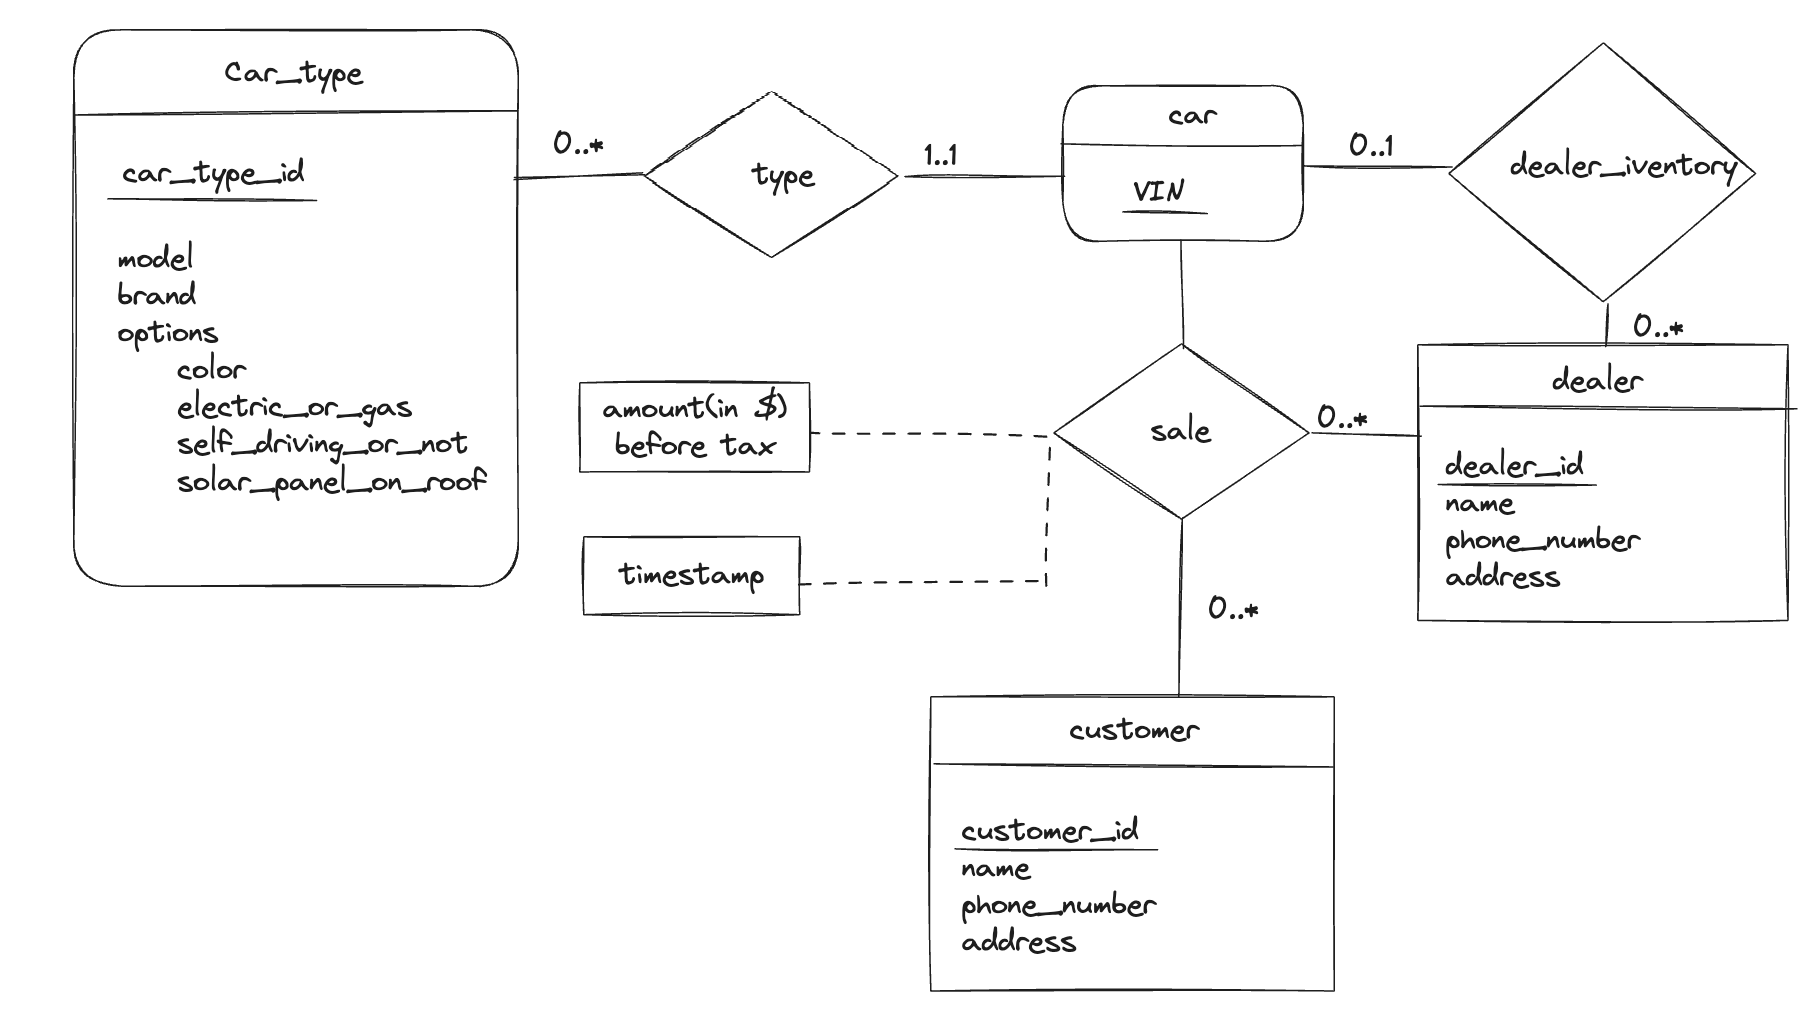 Car_type
car_type_id
model
brand
options
color
electric_or_gas
self_driving_or_not
solar_panel_on_roof
0..*
type
1..1
car
VIN
0..1
dealer_iventory
0..*
dealer
dealer_id
name
phone_number
address
amount(in $)
before tax
timestamp
sale
0..*
0..*
customer
customer_id
name
phone_number
address